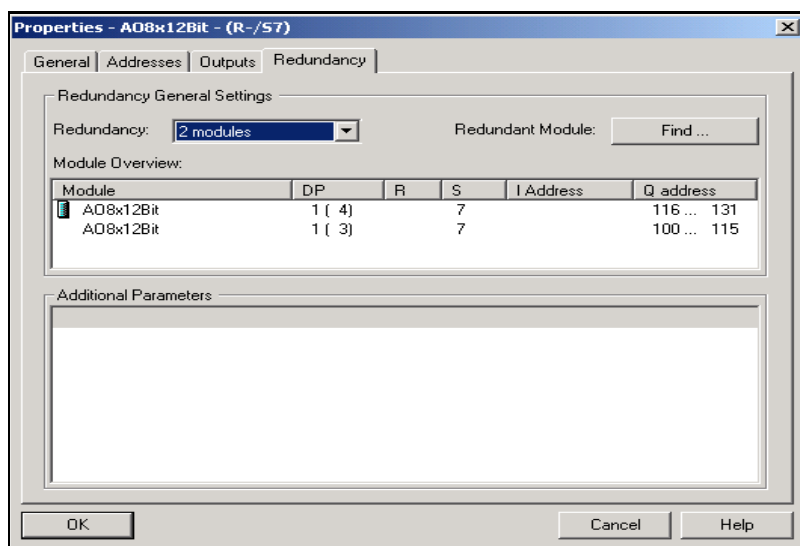 Properties - AO8x12Bit - (R-/S7)
General Addresses Outputs Redundancy
Redundancy General Settings
Redundancy: 2 modules Redundant Module: Find ...
Module Overview:
Module DP R S I Address Q address
AO8x12Bit 1 ( 4) 7 116 ... 131
AO8x12Bit 1 ( 3) 7 100 ... 115
Additional Parameters
OK Cancel Help